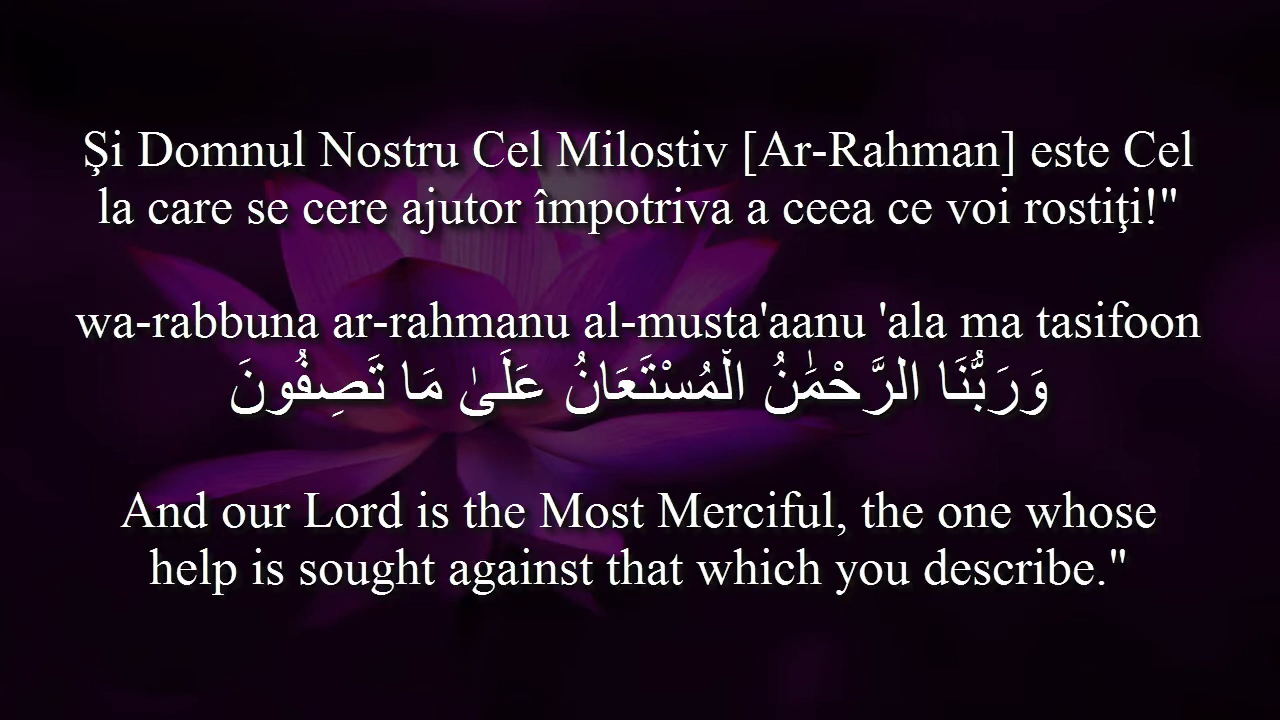 Şi Domnul Nostru Cel Milostiv [Ar-Rahman] este Cel
la care se cere ajutor împotriva a ceea ce voi rostiţi!"
wa-rabbuna ar-rahmanu al-musta'aanu 'ala ma tasifoon
وَرَبُّنَا الرَّحْمَٰنُ الْمُسْتَعَانُ عَلَىٰ مَا تَصِفُونَ
And our Lord is the Most Merciful, the one whose
help is sought against that which you describe."